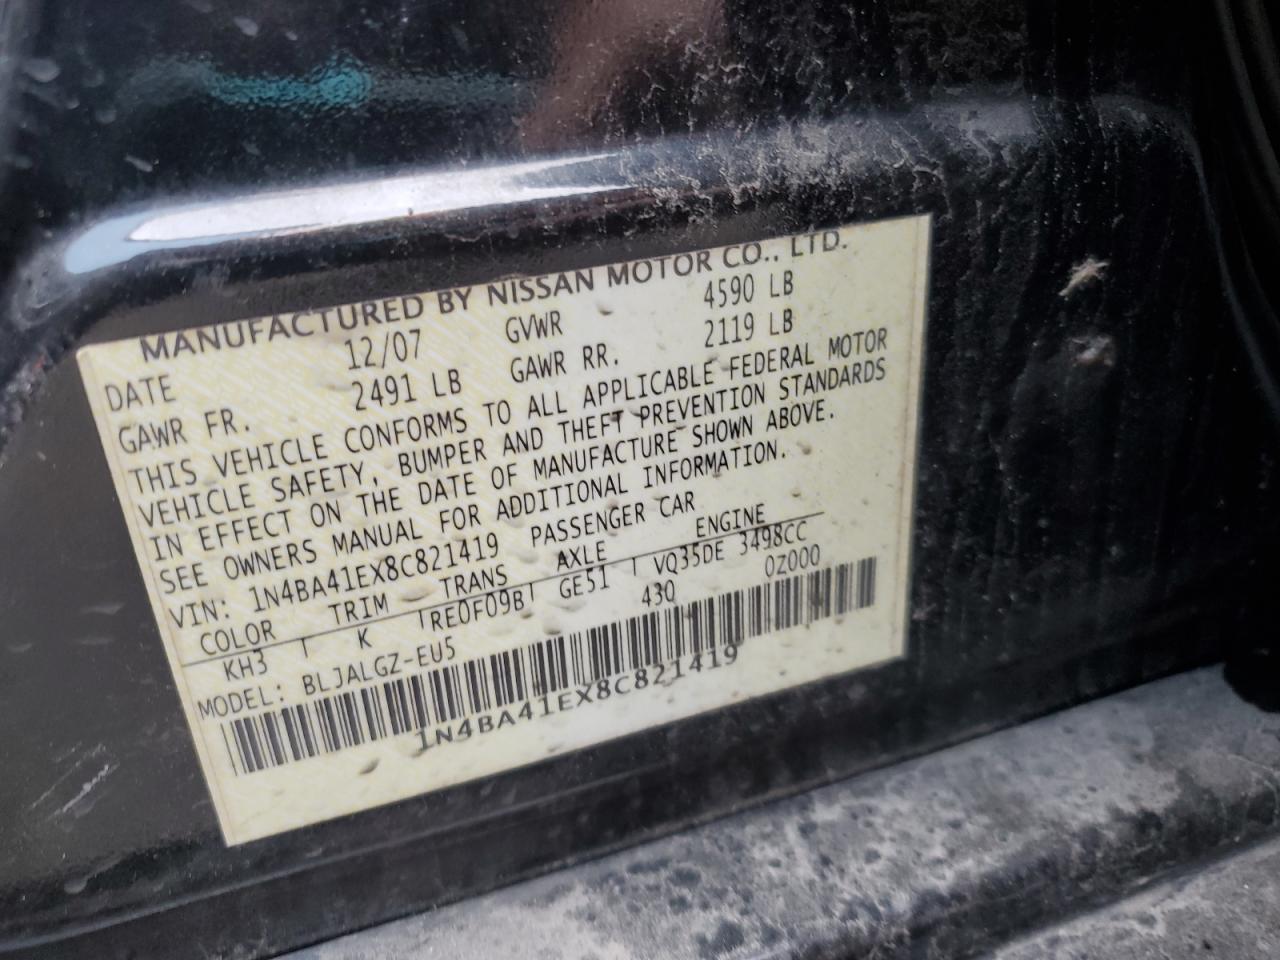 MANUFACTURED BY NISSAN MOTOR CO., LTD.
DATE 12/07 GVWR 4590 LB
GAWR FR. 2491 LB GAWR RR. 2119 LB
THIS VEHICLE CONFORMS TO ALL APPLICABLE FEDERAL MOTOR
VEHICLE SAFETY, BUMPER AND THEFT PREVENTION STANDARDS
IN EFFECT ON THE DATE OF MANUFACTURE SHOWN ABOVE.
SEE OWNERS MANUAL FOR ADDITIONAL INFORMATION.
VIN: 1N4BA41EX8C821419 PASSENGER CAR
COLOR TRIM TRANS AXLE ENGINE
KH3 K RE0F09B GE51 VQ35DE 3498CC
MODEL: BLJALGZ-EU5 430 0Z000
1N4BA41EX8C821419